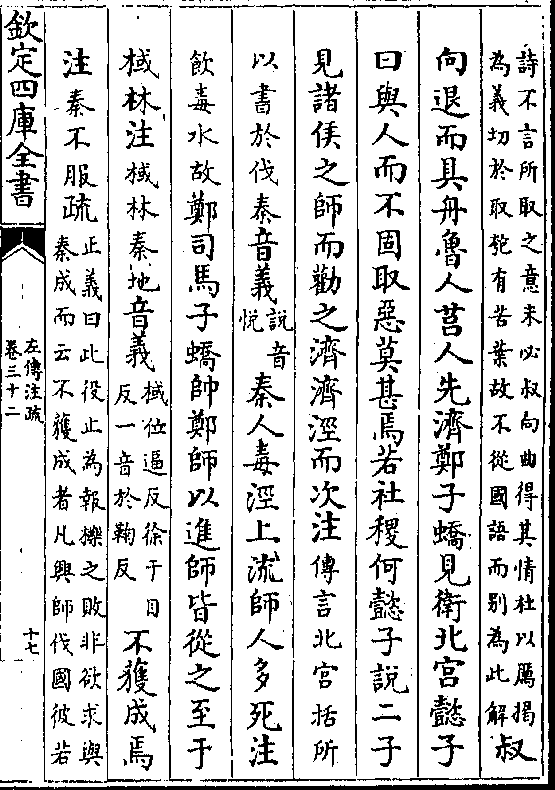 詩不言所取之意未必叔向曲得其情杜以厲揭
為義切於取匏有苦葉故不從國語而别為此解
叔
向退而具舟魯人莒人先濟鄭子蟜見衛北宮懿子
曰與人而不固取惡莫甚焉若社稷何懿子說二子
見諸侯之師而勸之濟濟涇而次注傳言北宮括所
以書於伐秦音義說音悅秦人毒涇上流師人多死注
飲毒水故鄭司馬子蟜帥鄭師以進師皆從之至于
棫林注棫林秦地音義棫位逼反徐于目反一音於鞠反不獲成焉
注秦不服疏正義曰此役止為報櫟之敗非欲求與
秦成而云不獲成者凡興師伐國彼若
欽定四庫全書
左傳注疏
卷三十二
十七